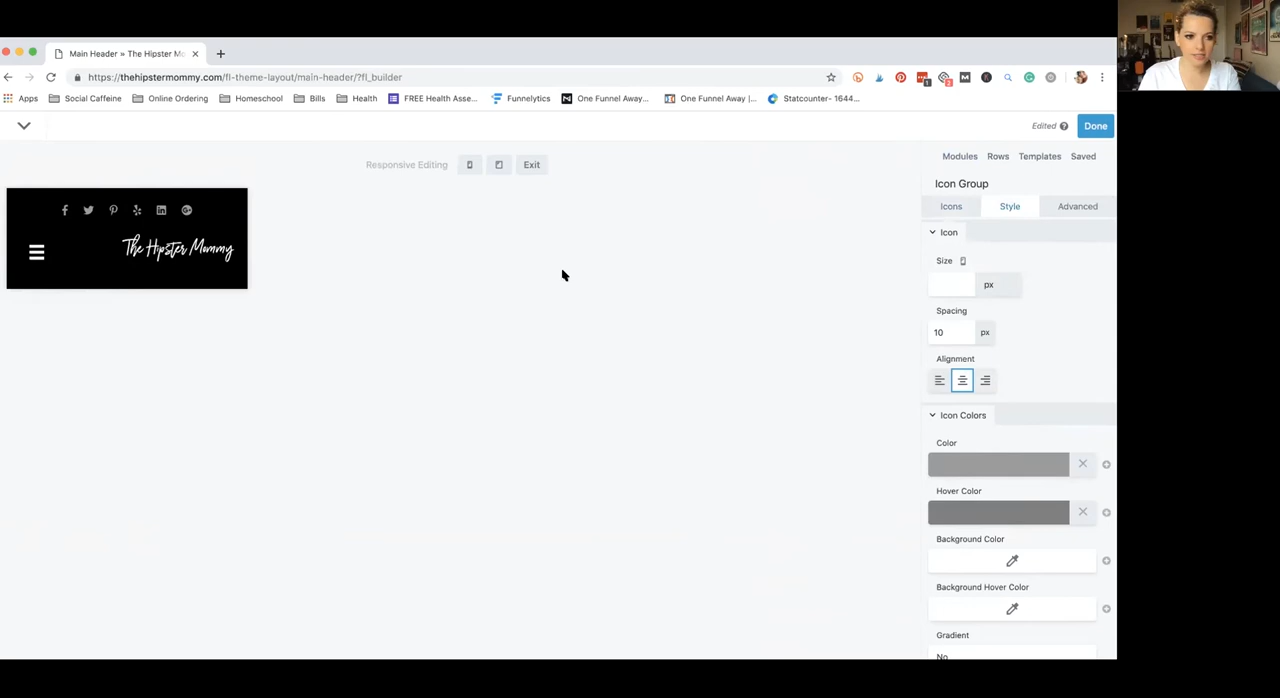 Main Header » The Hipster Mo
https://thehipstermommy.com/fl-theme-layout/main-header/?fl_builder
Apps Social Caffeine Online Ordering Homeschool Bills Health FREE Health Asse... Funnelytics One Funnel Away... One Funnel Away |... Statcounter- 1644...
Edited Done
Responsive Editing Exit
Modules Rows Templates Saved
Icon Group
Icons Style Advanced
The Hipster Mommy
Icon
Size
px
Spacing
10 px
Alignment
Icon Colors
Color
Hover Color
Background Color
Background Hover Color
Gradient
No